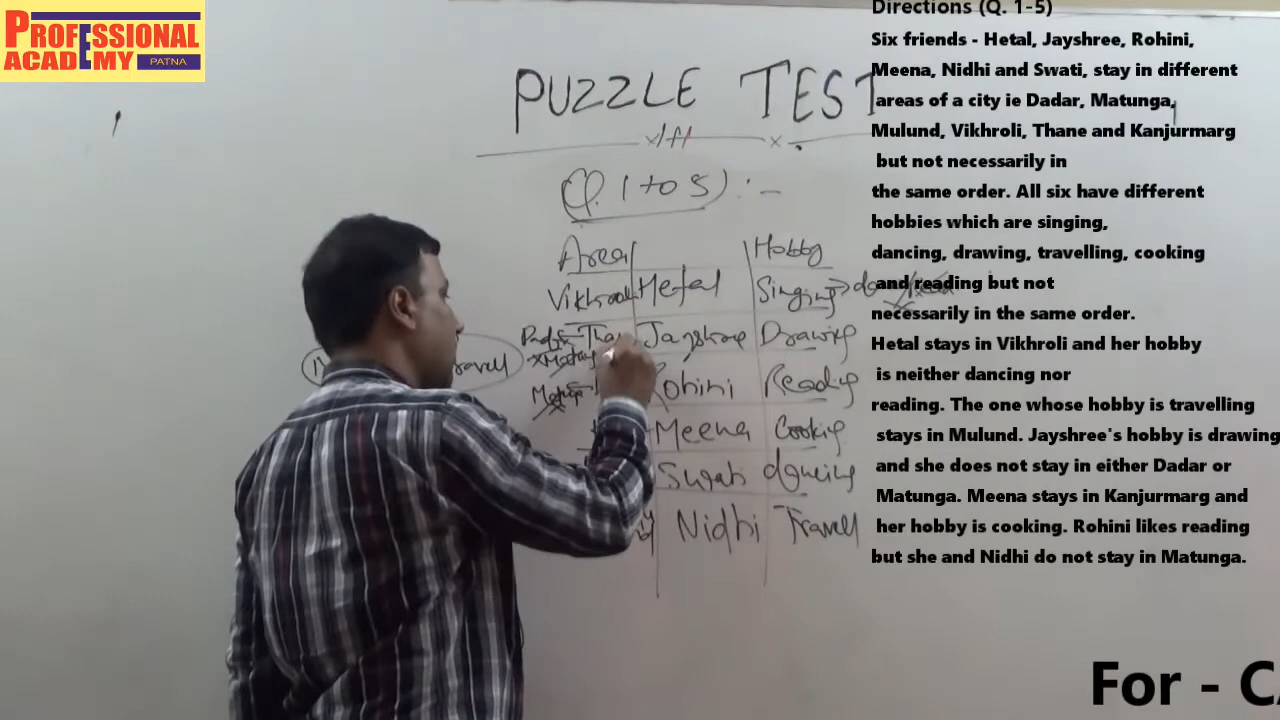 PROFESSIONAL
ACADEMY
PATNA
PUZZLE TEST
(Q. 1 to 5) :-
Area Hobby
Vikhroli Hetal Singing
Jayshree Drawing
Rohini Reading
Meena Cooking
Swati dancing
Nidhi Travell
Directions (Q. 1-5)
Six friends - Hetal, Jayshree, Rohini,
Meena, Nidhi and Swati, stay in different
areas of a city ie Dadar, Matunga,
Mulund, Vikhroli, Thane and Kanjurmarg
but not necessarily in
the same order. All six have different
hobbies which are singing,
dancing, drawing, travelling, cooking
and reading but not
necessarily in the same order.
Hetal stays in Vikhroli and her hobby
is neither dancing nor
reading. The one whose hobby is travelling
stays in Mulund. Jayshree's hobby is drawing
and she does not stay in either Dadar or
Matunga. Meena stays in Kanjurmarg and
her hobby is cooking. Rohini likes reading
but she and Nidhi do not stay in Matunga.
For - C